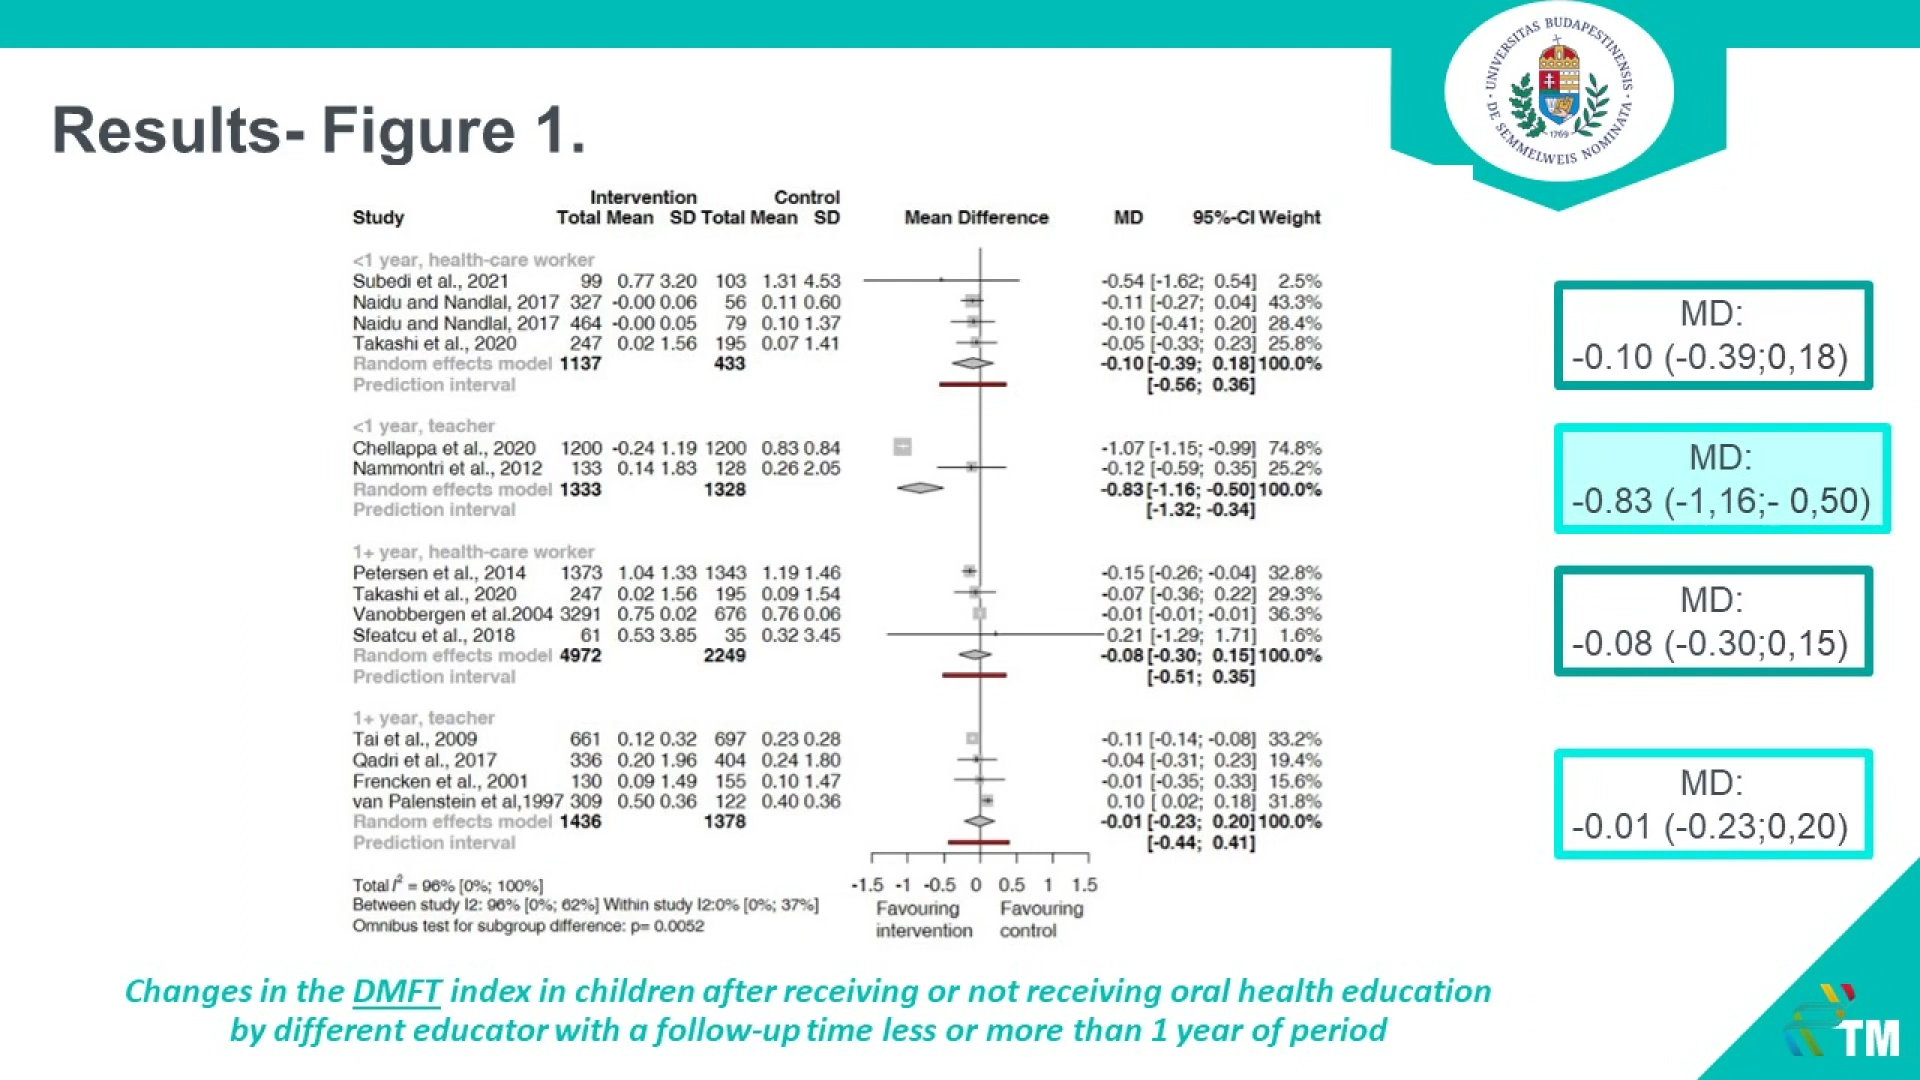 UNIVERSITAS BUDAPESTINENSIS
DE SEMMELWEIS NOMINATA
1769
Results- Figure 1.
Intervention Control
Study Total Mean SD Total Mean SD Mean Difference MD 95%-CI Weight
<1 year, health-care worker
Subedi et al., 2021 99 0.77 3.20 103 1.31 4.53 -0.54 [-1.62; 0.54] 2.5%
Naidu and Nandlal, 2017 327 -0.00 0.06 56 0.11 0.60 -0.11 [-0.27; 0.04] 43.3%
Naidu and Nandlal, 2017 464 -0.00 0.05 79 0.10 1.37 -0.10 [-0.41; 0.20] 28.4%
Takashi et al., 2020 247 0.02 1.56 195 0.07 1.41 -0.05 [-0.33; 0.23] 25.8%
Random effects model 1137 433 -0.10 [-0.39; 0.18] 100.0%
Prediction interval [-0.56; 0.36]
<1 year, teacher
Chellappa et al., 2020 1200 -0.24 1.19 1200 0.83 0.84 -1.07 [-1.15; -0.99] 74.8%
Nammontri et al., 2012 133 0.14 1.83 128 0.26 2.05 -0.12 [-0.59; 0.35] 25.2%
Random effects model 1333 1328 -0.83 [-1.16; -0.50] 100.0%
Prediction interval [-1.32; -0.34]
1+ year, health-care worker
Petersen et al., 2014 1373 1.04 1.33 1343 1.19 1.46 -0.15 [-0.26; -0.04] 32.8%
Takashi et al., 2020 247 0.02 1.56 195 0.09 1.54 -0.07 [-0.36; 0.22] 29.3%
Vanobbergen et al.2004 3291 0.75 0.02 676 0.76 0.06 -0.01 [-0.01; -0.01] 36.3%
Sfeatcu et al., 2018 61 0.53 3.85 35 0.32 3.45 0.21 [-1.29; 1.71] 1.6%
Random effects model 4972 2249 -0.08 [-0.30; 0.15] 100.0%
Prediction interval [-0.51; 0.35]
1+ year, teacher
Tai et al., 2009 661 0.12 0.32 697 0.23 0.28 -0.11 [-0.14; -0.08] 33.2%
Qadri et al., 2017 336 0.20 1.96 404 0.24 1.80 -0.04 [-0.31; 0.23] 19.4%
Frencken et al., 2001 130 0.09 1.49 155 0.10 1.47 -0.01 [-0.35; 0.33] 15.6%
van Palenstein et al,1997 309 0.50 0.36 122 0.40 0.36 0.10 [ 0.02; 0.18] 31.8%
Random effects model 1436 1378 -0.01 [-0.23; 0.20] 100.0%
Prediction interval [-0.44; 0.41]
-1.5 -1 -0.5 0 0.5 1 1.5
Favouring Favouring
intervention control
Total I² = 96% [0%; 100%]
Between study I2: 96% [0%; 62%] Within study I2:0% [0%; 37%]
Omnibus test for subgroup difference: p= 0.0052
MD:
-0.10 (-0.39;0,18)
MD:
-0.83 (-1,16;- 0,50)
MD:
-0.08 (-0.30;0,15)
MD:
-0.01 (-0.23;0,20)
Changes in the DMFT index in children after receiving or not receiving oral health education
by different educator with a follow-up time less or more than 1 year of period
TM